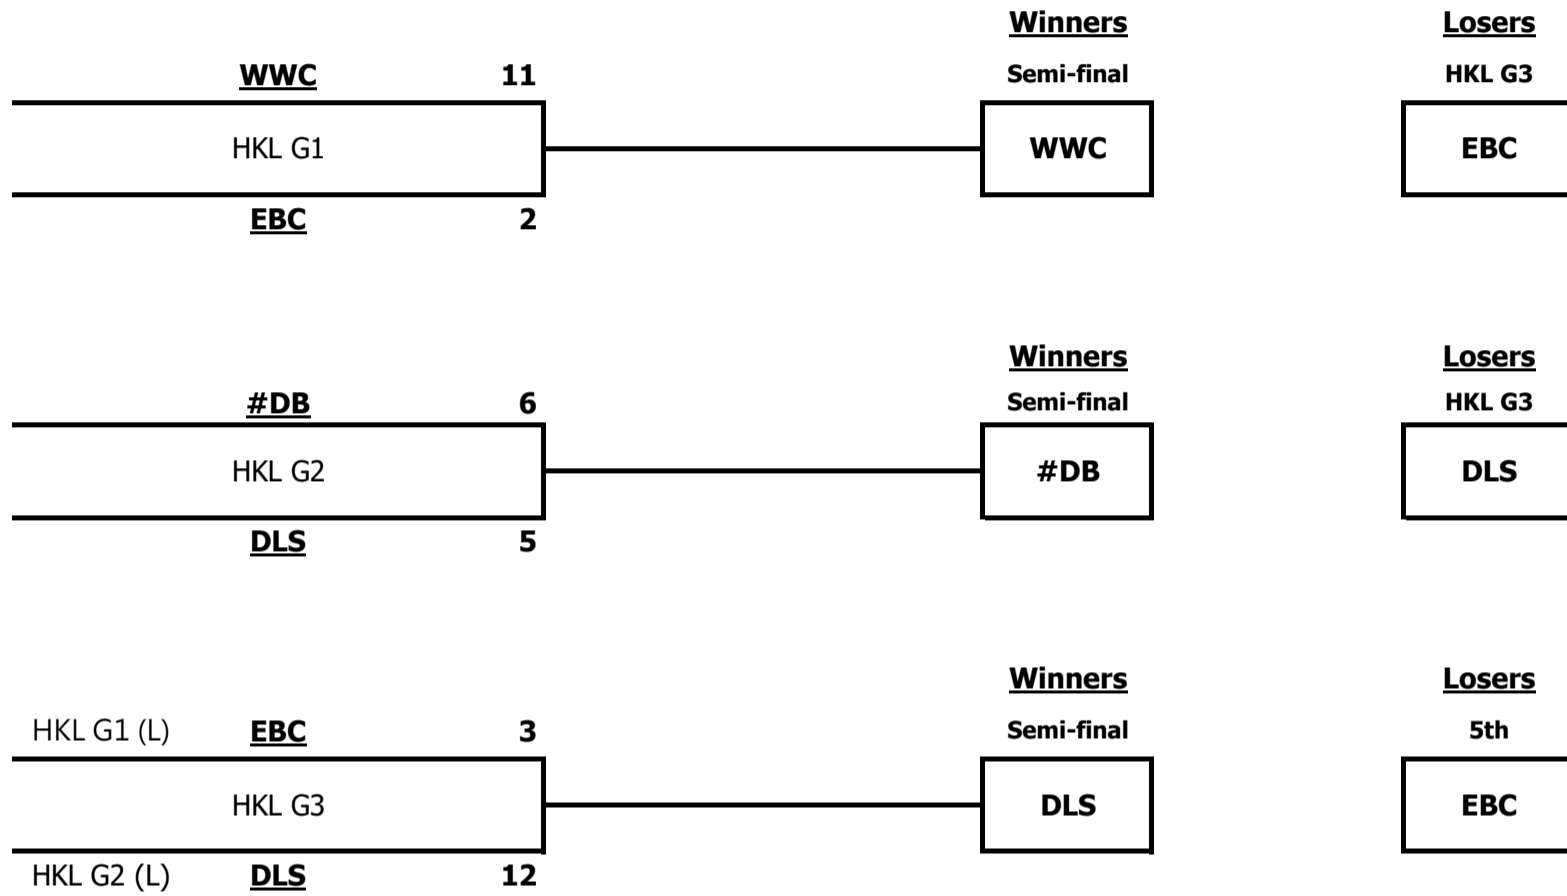 Winners Losers
WWC 11 Semi-final HKL G3
HKL G1 WWC EBC
EBC 2
Winners Losers
#DB 6 Semi-final HKL G3
HKL G2 #DB DLS
DLS 5
Winners Losers
HKL G1 (L) EBC 3 Semi-final 5th
HKL G3 DLS EBC
HKL G2 (L) DLS 12